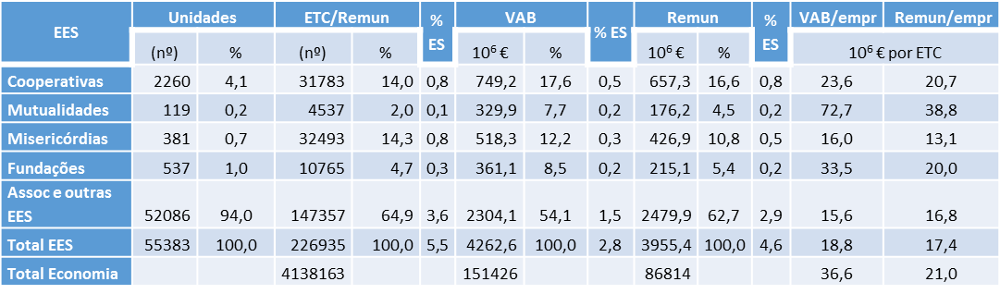 EES Unidades ETC/Remun % ES VAB % ES Remun % ES VAB/empr Remun/empr
(nº) % (nº) % 10⁶ € % 10⁶ € % 10⁶ € por ETC
Cooperativas 2260 4,1 31783 14,0 0,8 749,2 17,6 0,5 657,3 16,6 0,8 23,6 20,7
Mutualidades 119 0,2 4537 2,0 0,1 329,9 7,7 0,2 176,2 4,5 0,2 72,7 38,8
Misericórdias 381 0,7 32493 14,3 0,8 518,3 12,2 0,3 426,9 10,8 0,5 16,0 13,1
Fundações 537 1,0 10765 4,7 0,3 361,1 8,5 0,2 215,1 5,4 0,2 33,5 20,0
Assoc e outras
EES 52086 94,0 147357 64,9 3,6 2304,1 54,1 1,5 2479,9 62,7 2,9 15,6 16,8
Total EES 55383 100,0 226935 100,0 5,5 4262,6 100,0 2,8 3955,4 100,0 4,6 18,8 17,4
Total Economia 4138163 151426 86814 36,6 21,0